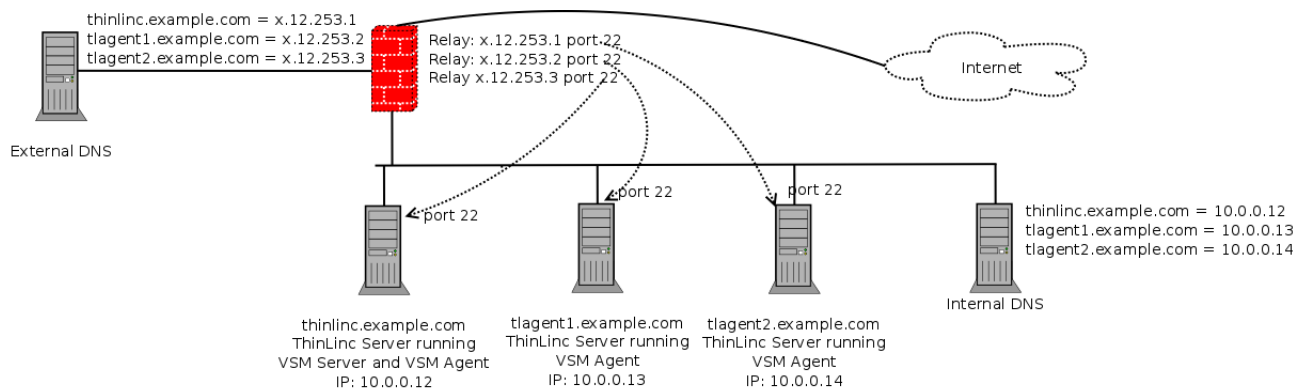 thinlinc.example.com = x.12.253.1
tlagent1.example.com = x.12.253.2
tlagent2.example.com = x.12.253.3
Relay: x.12.253.1 port 22
Relay: x.12.253.2 port 22
Relay x.12.253.3 port 22
Internet
External DNS
port 22
port 22
port 22
thinlinc.example.com = 10.0.0.12
tlagent1.example.com = 10.0.0.13
tlagent2.example.com = 10.0.0.14
Internal DNS
thinlinc.example.com
ThinLinc Server running
VSM Server and VSM Agent
IP: 10.0.0.12
tlagent1.example.com
ThinLinc Server running
VSM Agent
IP: 10.0.0.13
tlagent2.example.com
ThinLinc Server running
VSM Agent
IP: 10.0.0.14